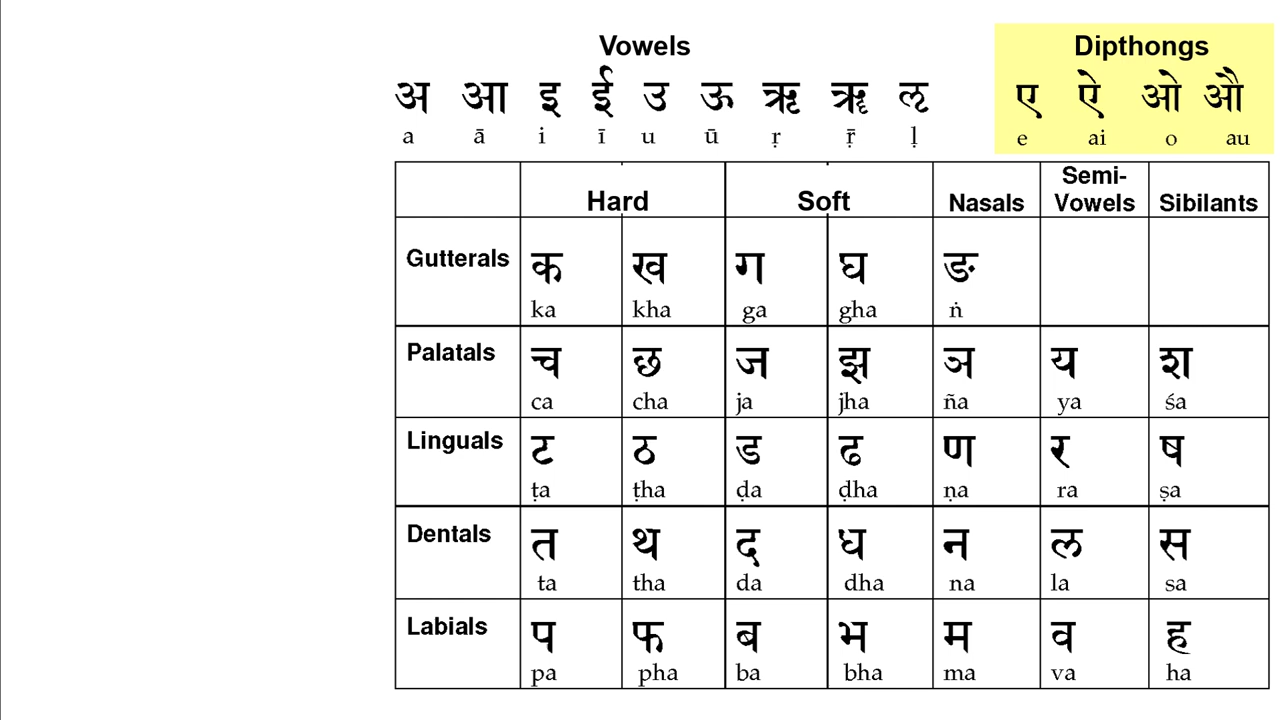 Vowels
अ आ इ ई उ ऊ ऋ ॠ ऌ
a ā i ī u ū ṛ ṝ ḷ
Dipthongs
ए ऐ ओ औ
e ai o au
Hard Soft Nasals Semi-Vowels Sibilants
Gutterals क ख ग घ ङ
ka kha ga gha ṅ
Palatals च छ ज झ ञ य श
ca cha ja jha ña ya śa
Linguals ट ठ ड ढ ण र ष
ṭa ṭha ḍa ḍha ṇa ra ṣa
Dentals त थ द ध न ल स
ta tha da dha na la sa
Labials प फ ब भ म व ह
pa pha ba bha ma va ha